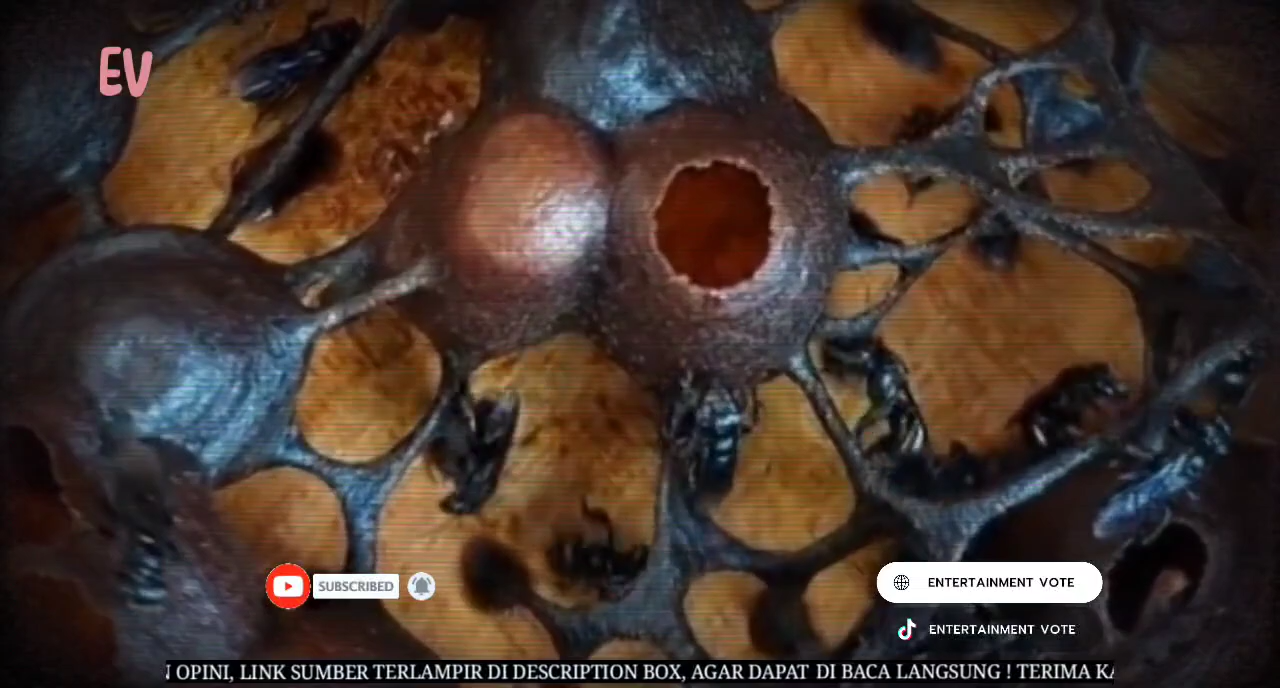 EV
SUBSCRIBED
ENTERTAINMENT VOTE
ENTERTAINMENT VOTE
OPINI, LINK SUMBER TERLAMPIR DI DESCRIPTION BOX, AGAR DAPAT DI BACA LANGSUNG ! TERIMA